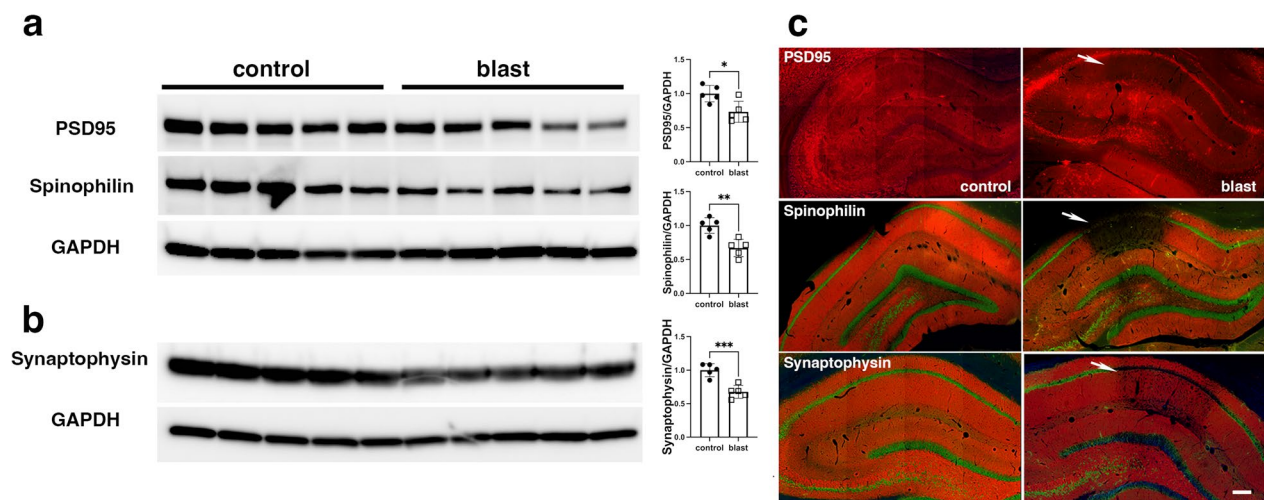 a
control
blast
PSD95
Spinophilin
GAPDH
1.5
1.0
0.5
0.0
PSD95/GAPDH
*
control
blast
1.5
1.0
0.5
0.0
Spinophilin/GAPDH
**
control
blast
b
Synaptophysin
GAPDH
1.5
1.0
0.5
0.0
Synaptophysin/GAPDH
***
control
blast
c
PSD95
control
blast
Spinophilin
Synaptophysin